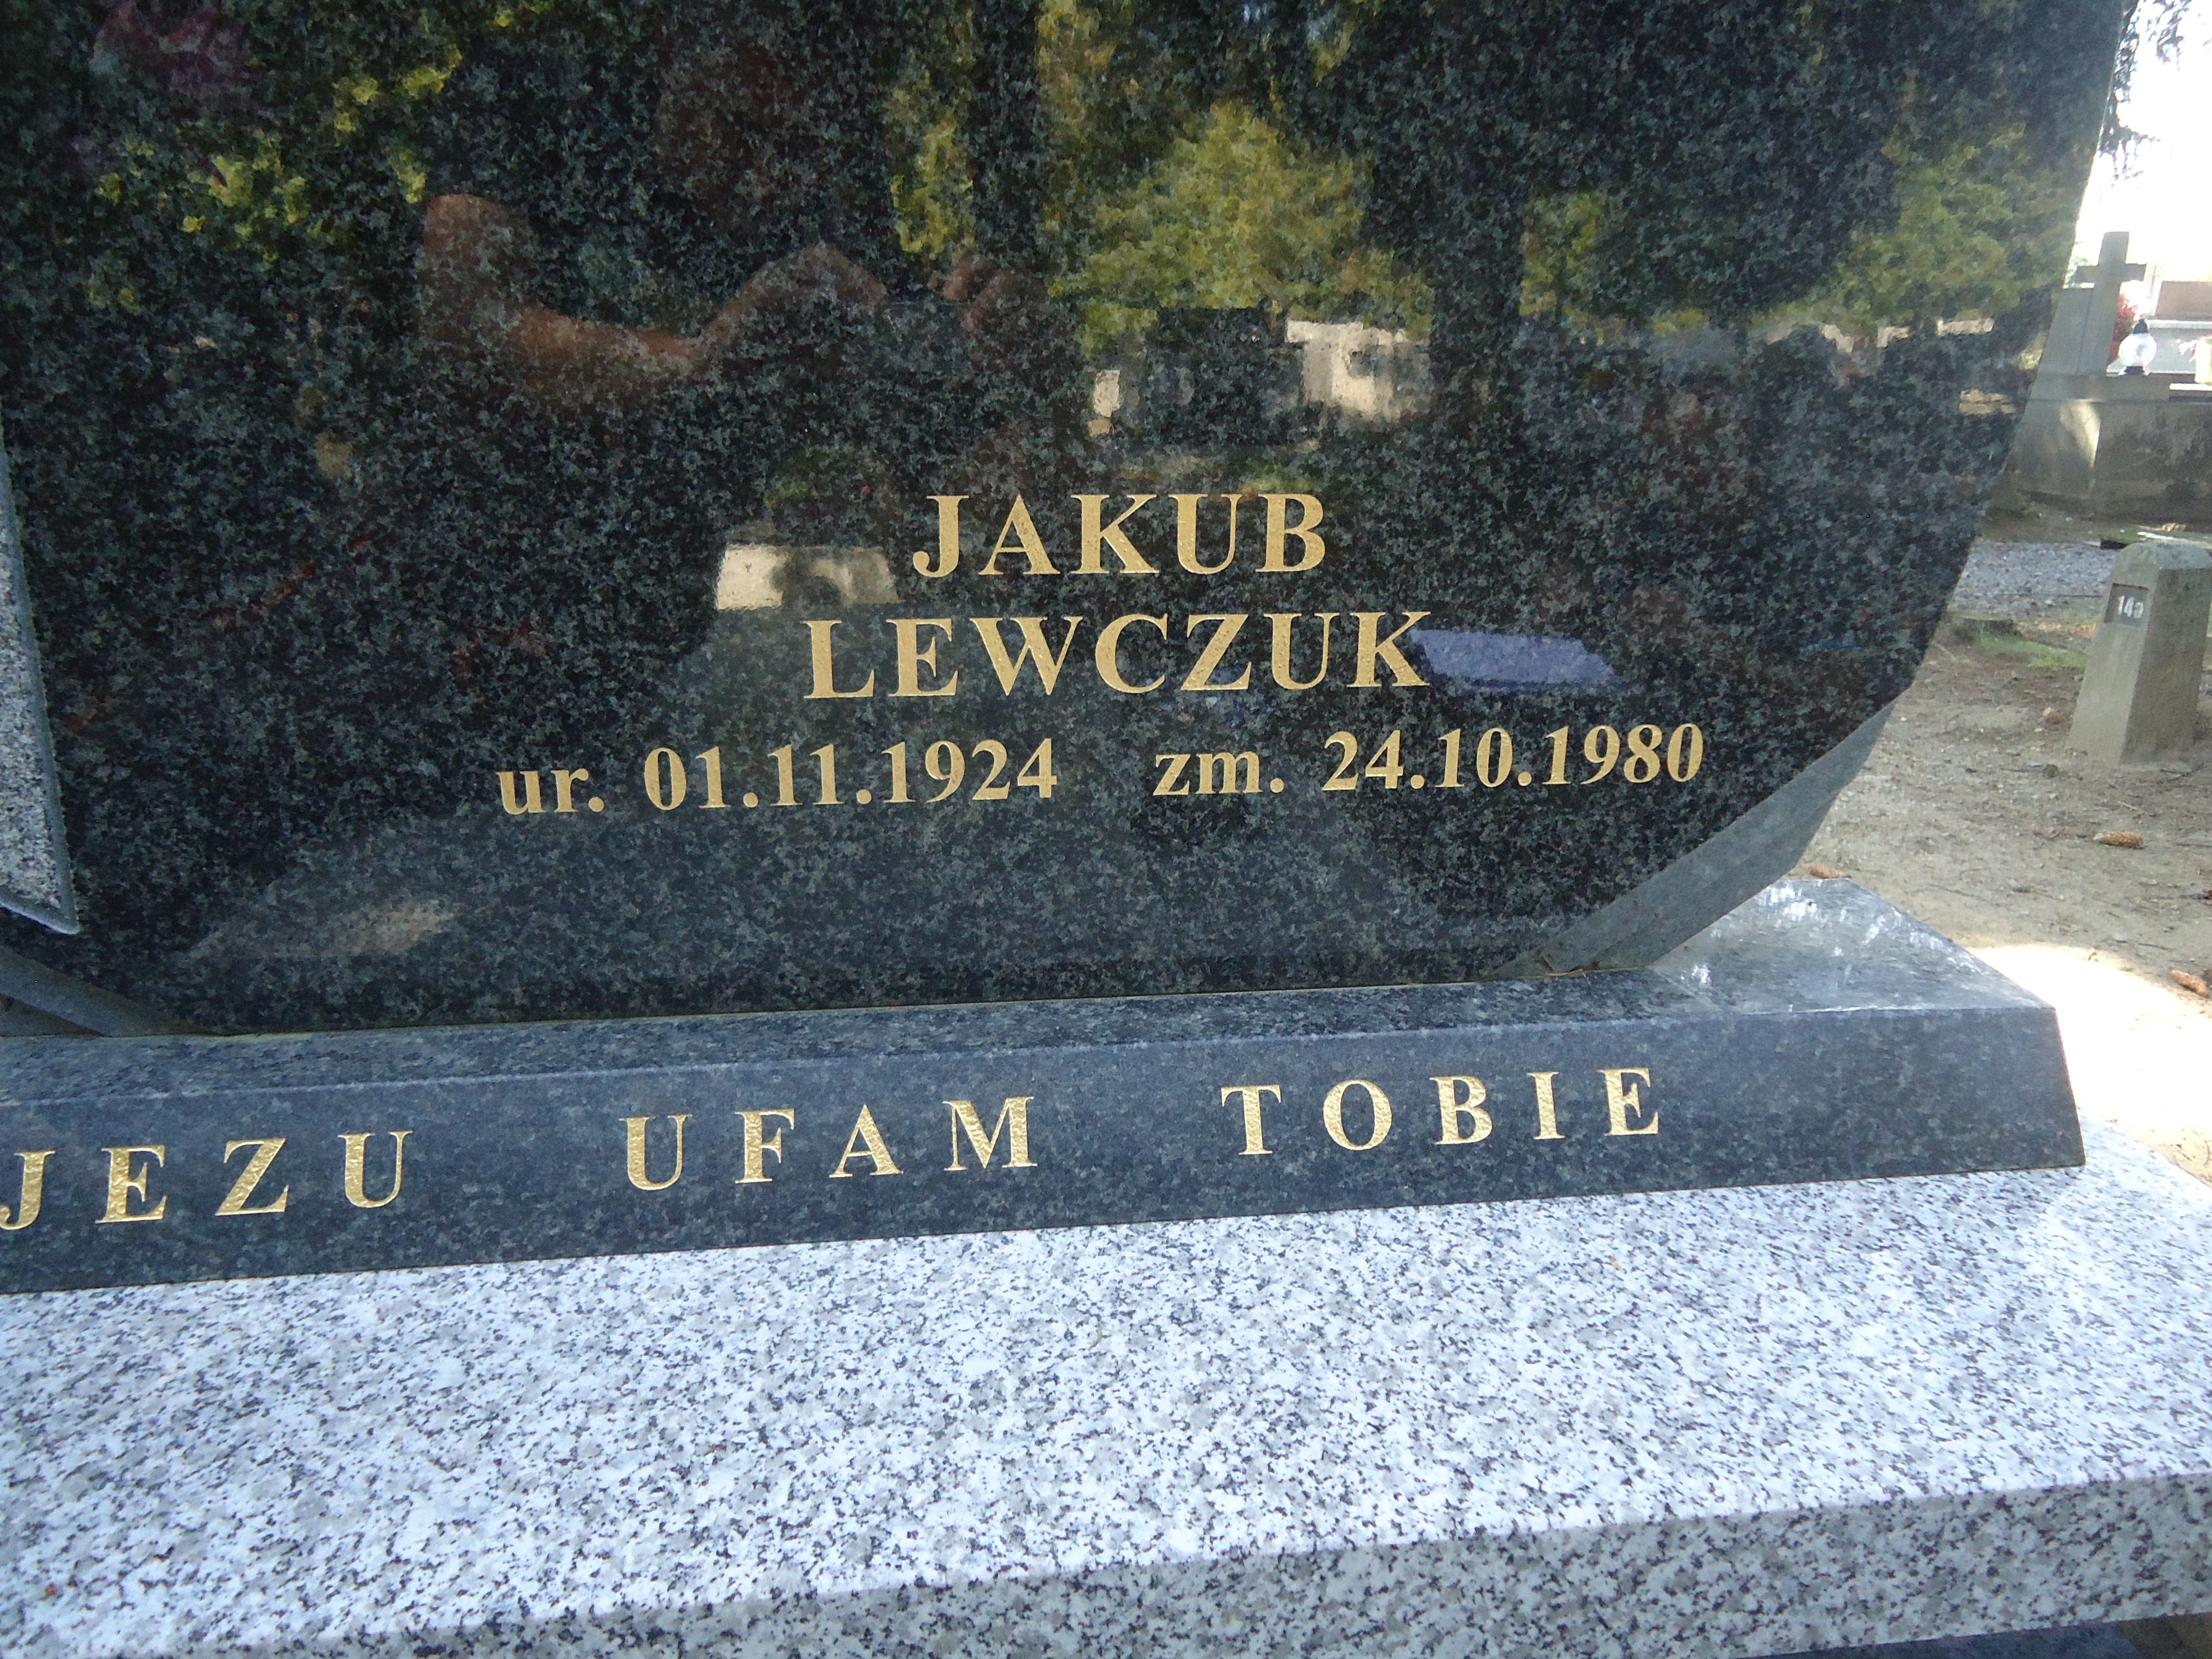 JAKUB
LEWCZUK
ur. 01.11.1924 zm. 24.10.1980
JEZU UFAM TOBIE